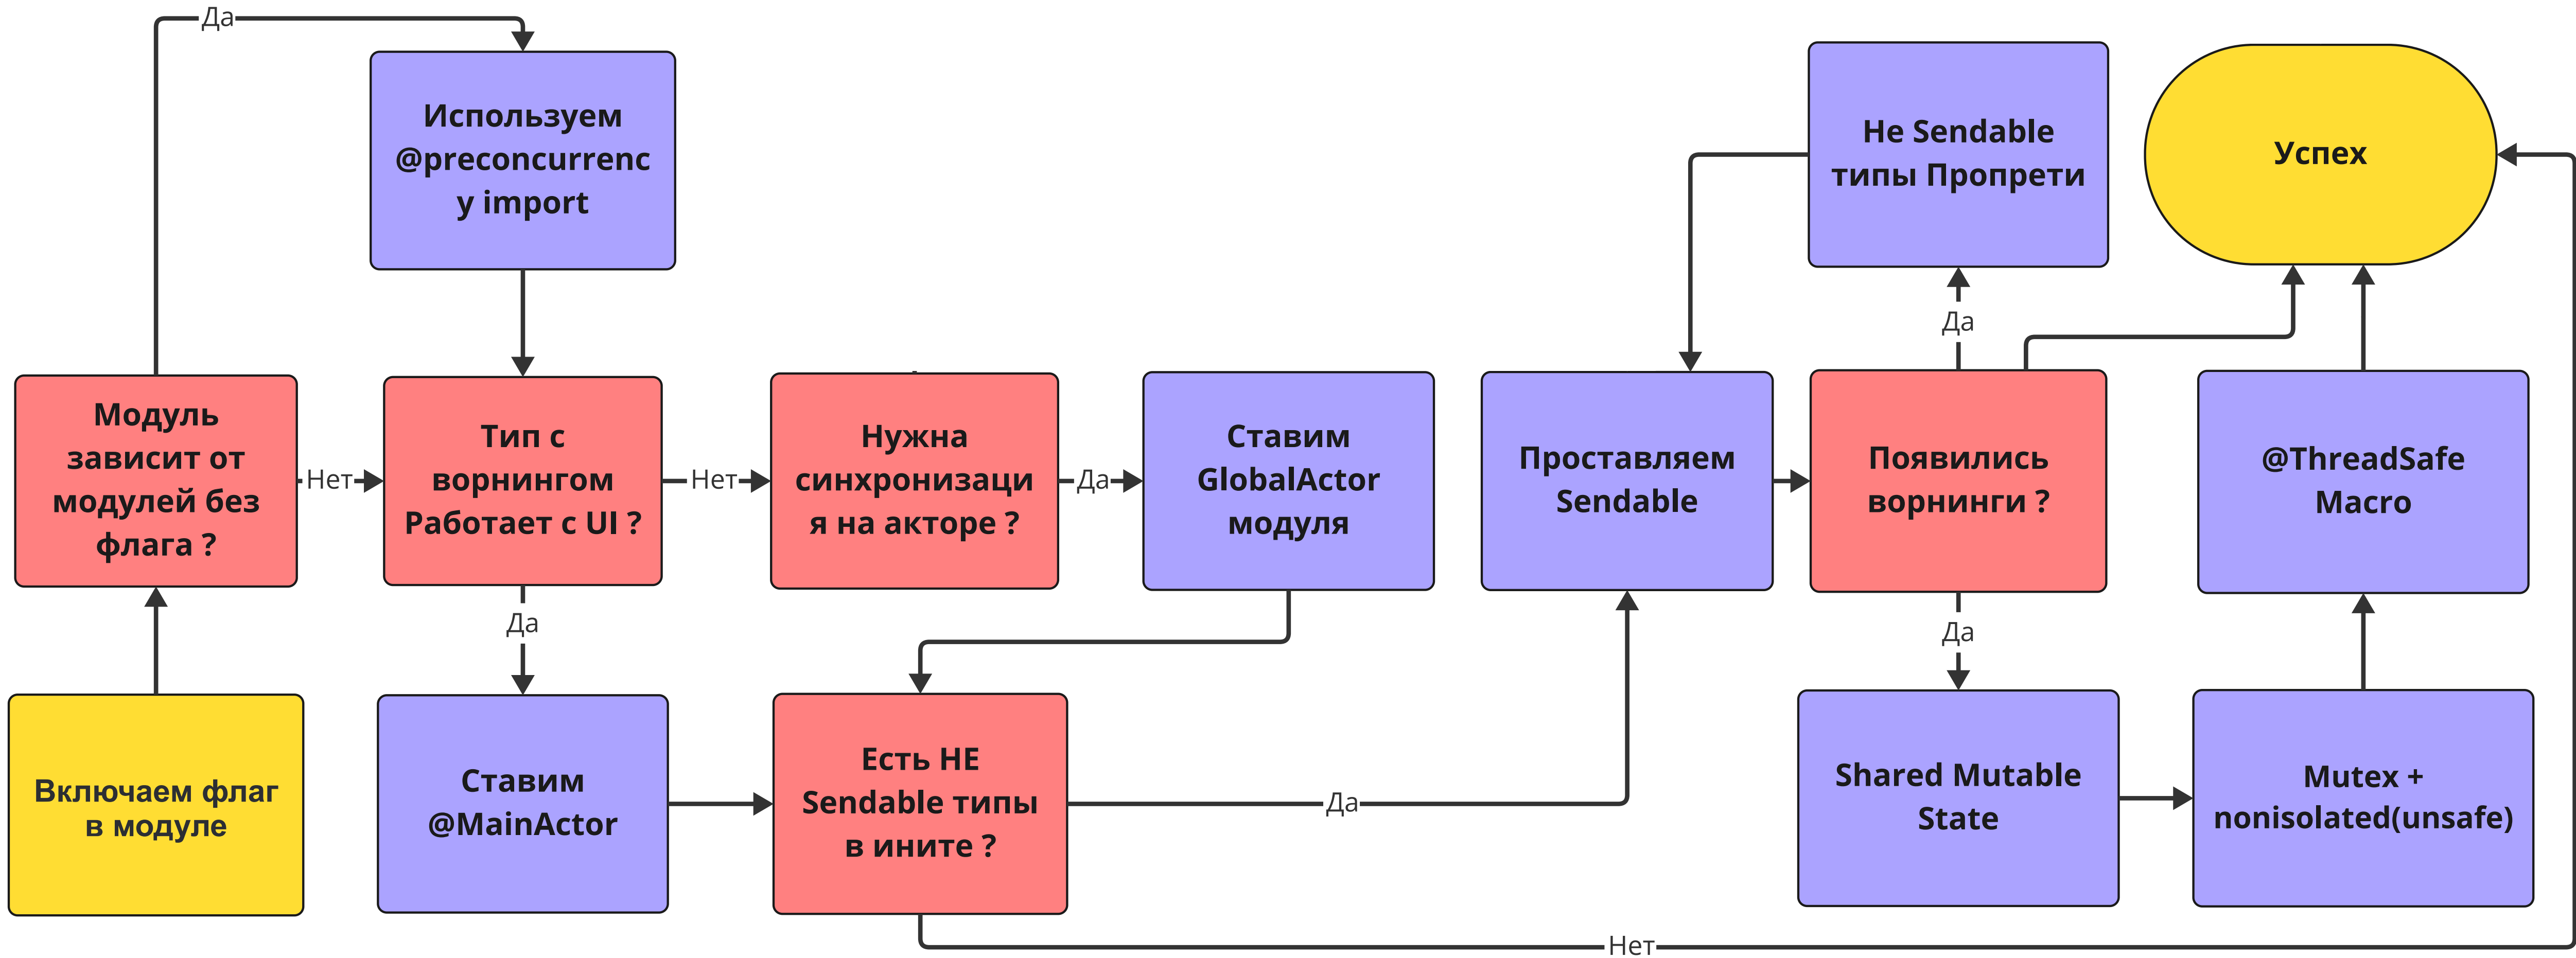 Да
Используем
@preconcurrenc
y import
Не Sendable
типы Пропрети
Успех
Да
Модуль
зависит от
модулей без
флага ?
Нет
Тип с
ворнингом
Работает с UI ?
Нет
Нужна
синхронизаци
я на акторе ?
Да
Ставим
GlobalActor
модуля
Проставляем
Sendable
Появились
ворнинги ?
@ThreadSafe
Macro
Да
Да
Включаем флаг
в модуле
Ставим
@MainActor
Есть НЕ
Sendable типы
в ините ?
Да
Shared Mutable
State
Mutex +
nonisolated(unsafe)
Нет